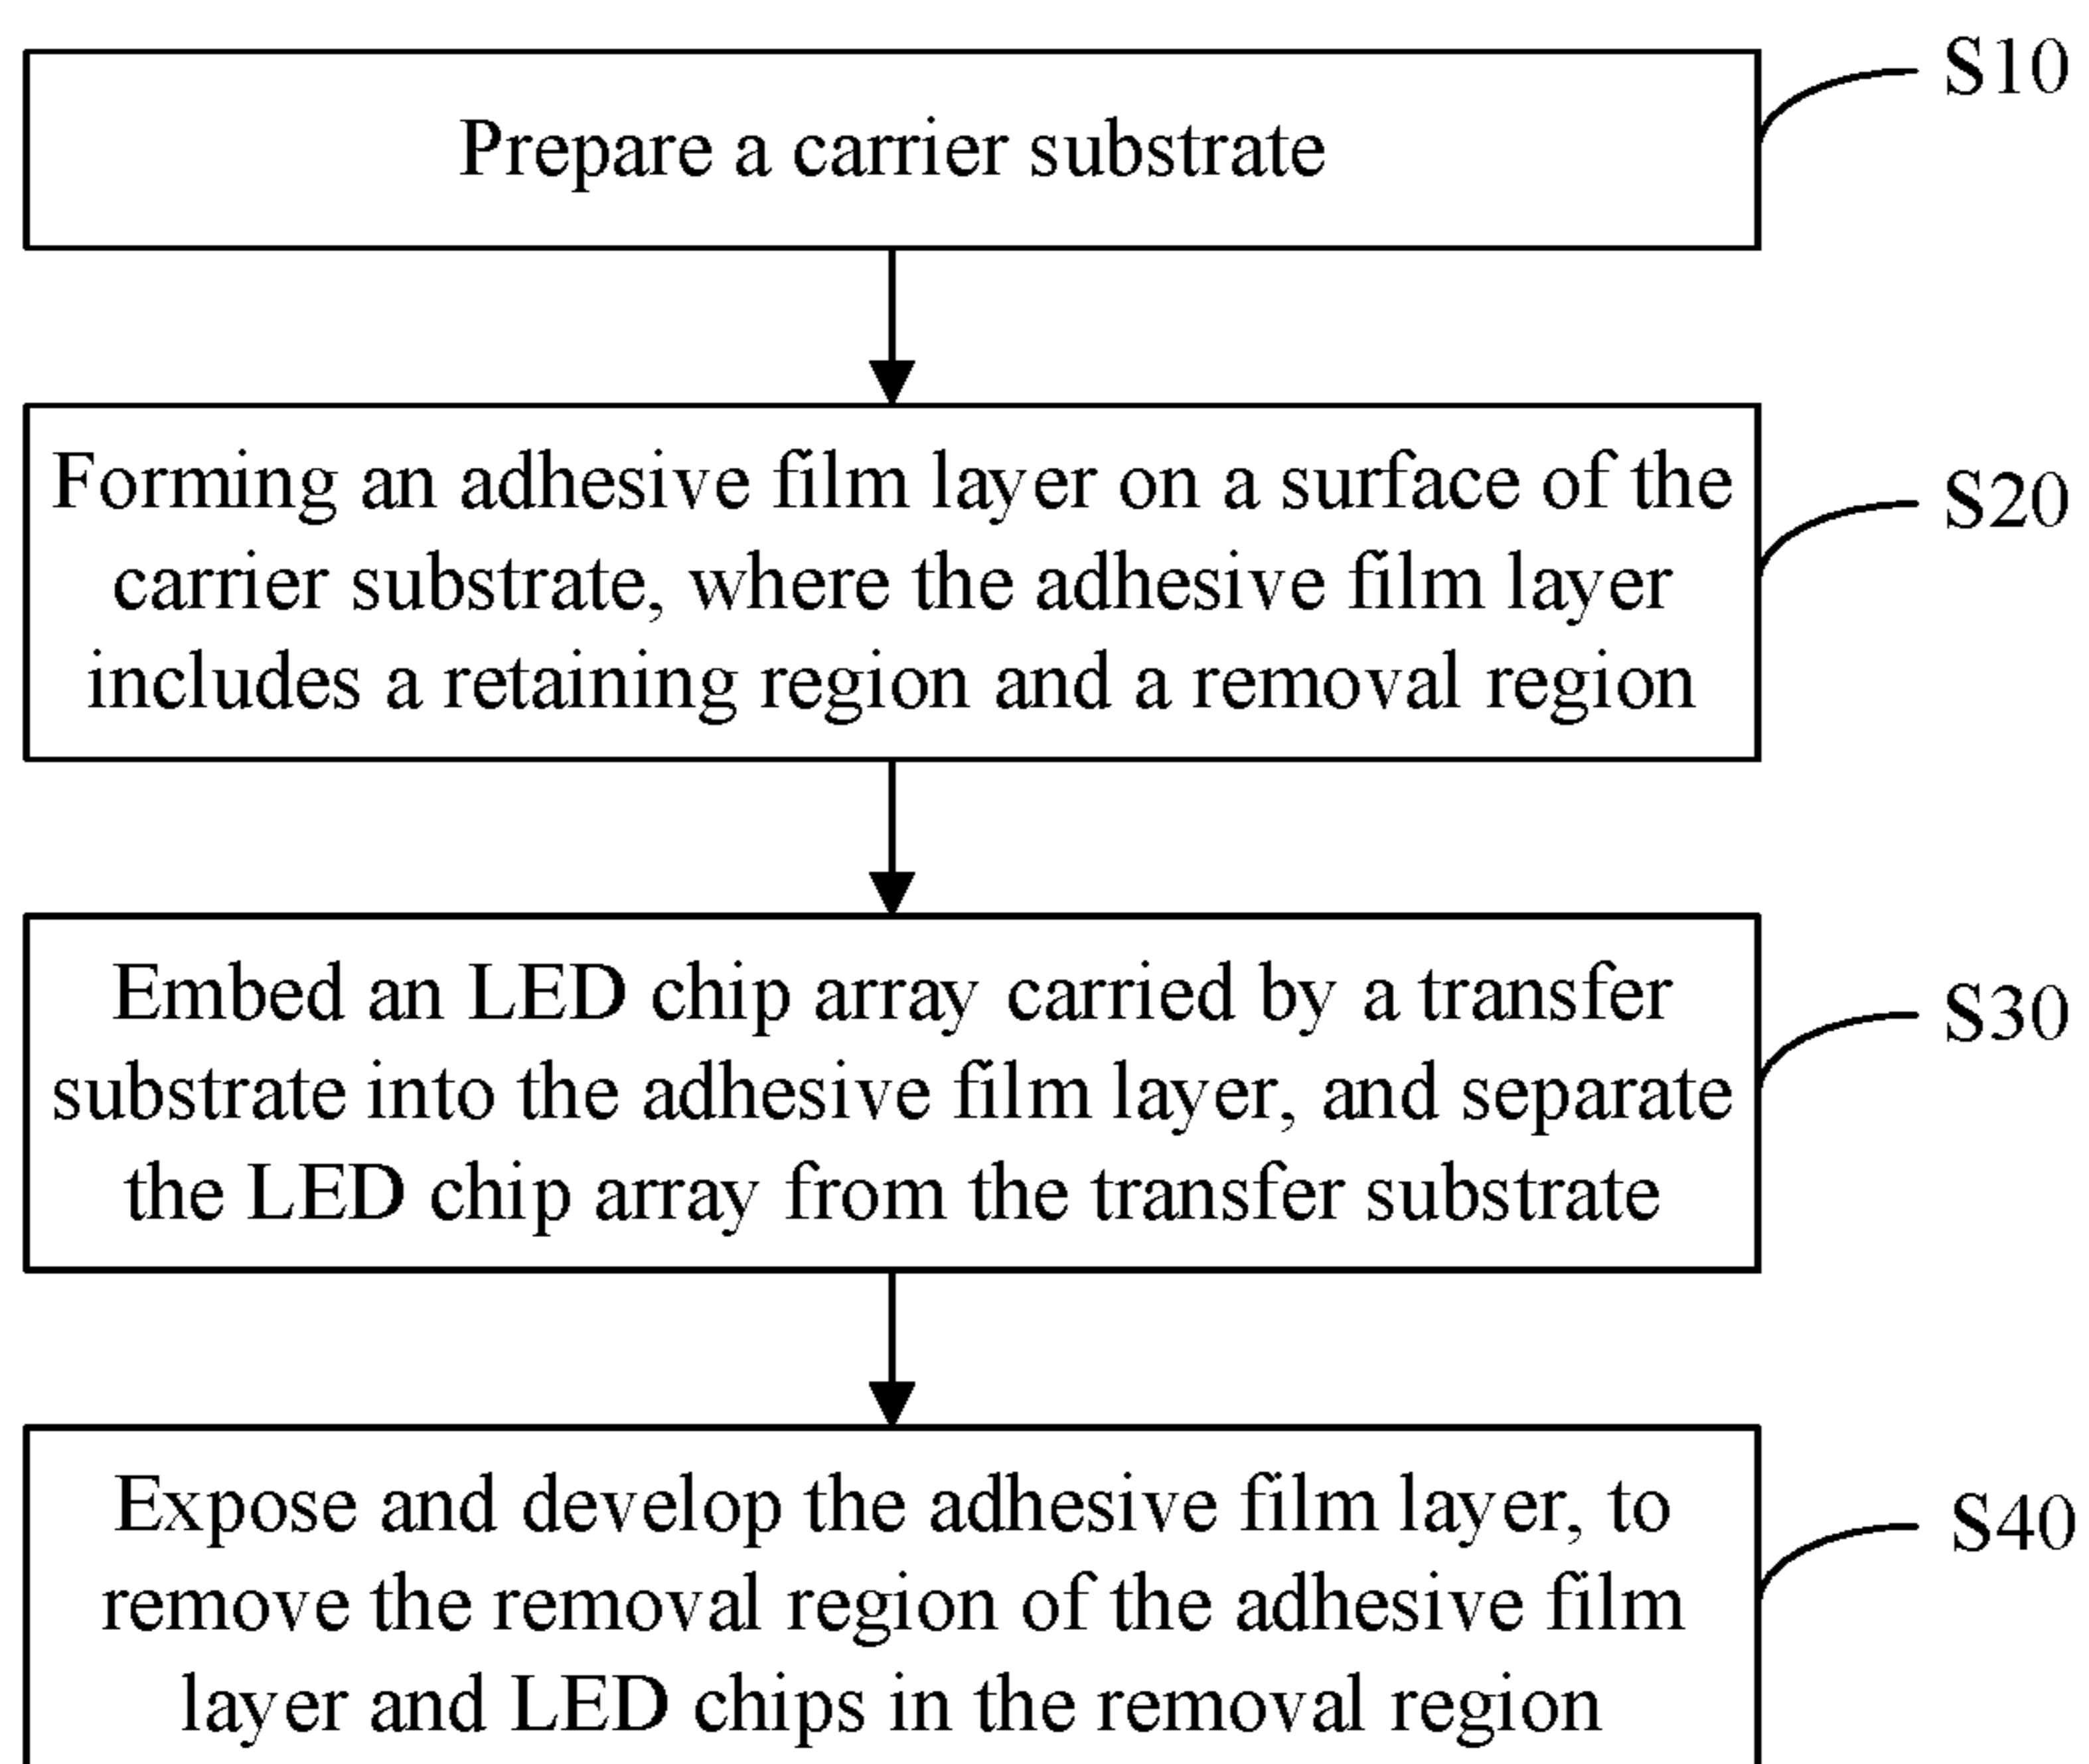 Prepare a carrier substrate
S10
Forming an adhesive film layer on a surface of the
carrier substrate, where the adhesive film layer
includes a retaining region and a removal region
S20
Embed an LED chip array carried by a transfer
substrate into the adhesive film layer, and separate
the LED chip array from the transfer substrate
S30
Expose and develop the adhesive film layer, to
remove the removal region of the adhesive film
layer and LED chips in the removal region
S40